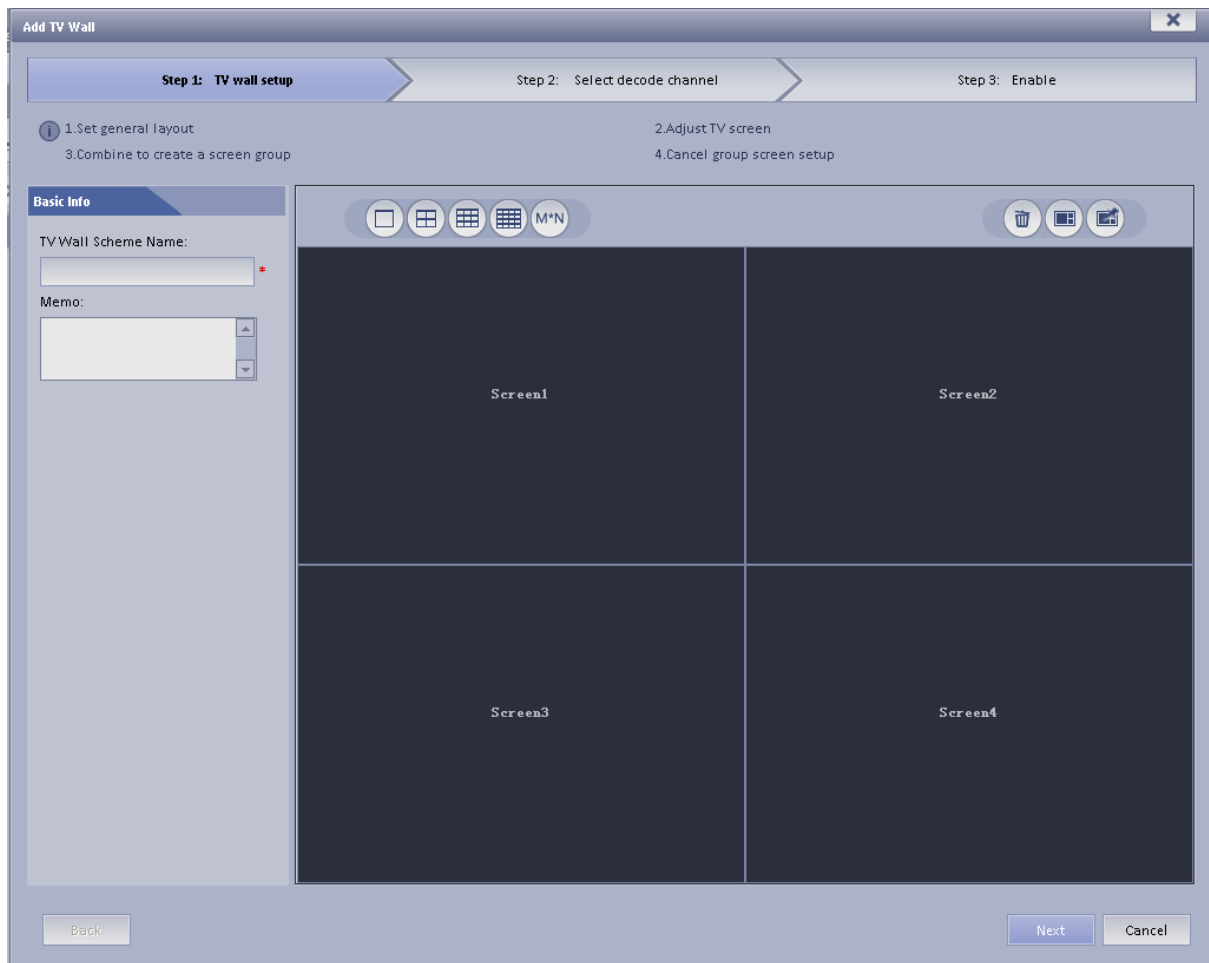 Add TV Wall
Step 1: TV wall setup
Step 2: Select decode channel
Step 3: Enable
1.Set general layout
2.Adjust TV screen
3.Combine to create a screen group
4.Cancel group screen setup
Basic Info
TV Wall Scheme Name:
*
Memo:
M*N
Screen1
Screen2
Screen3
Screen4
Back
Next
Cancel